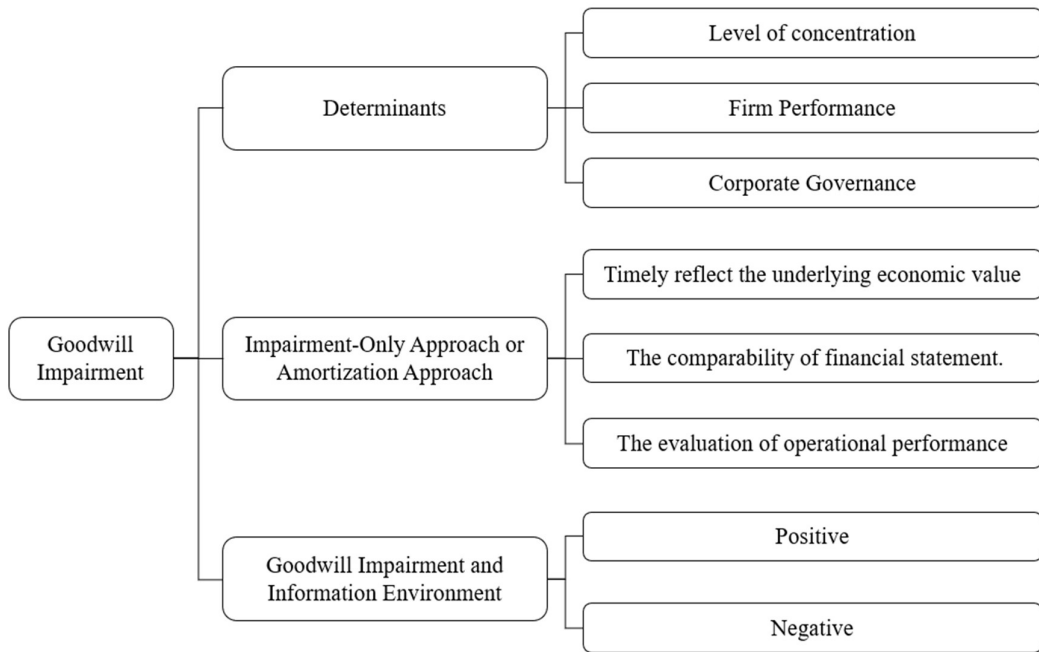 Goodwill
Impairment
Determinants
Level of concentration
Firm Performance
Corporate Governance
Impairment-Only Approach or
Amortization Approach
Timely reflect the underlying economic value
The comparability of financial statement.
The evaluation of operational performance
Goodwill Impairment and
Information Environment
Positive
Negative